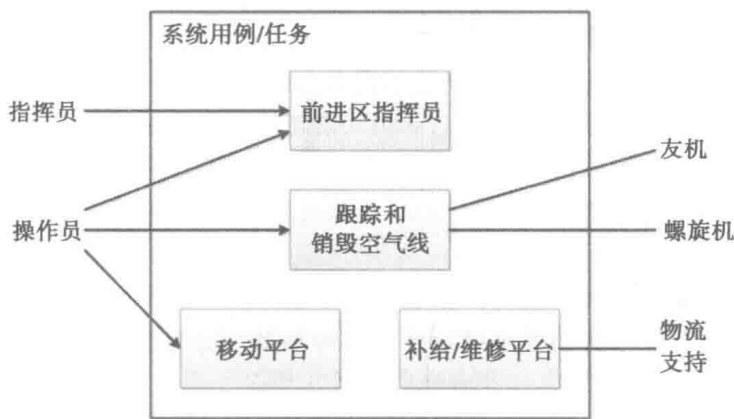 系统用例/任务
指挥员
前进区指挥员
友机
操作员
跟踪和
销毁空气线
螺旋机
移动平台
补给/维修平台
物流
支持